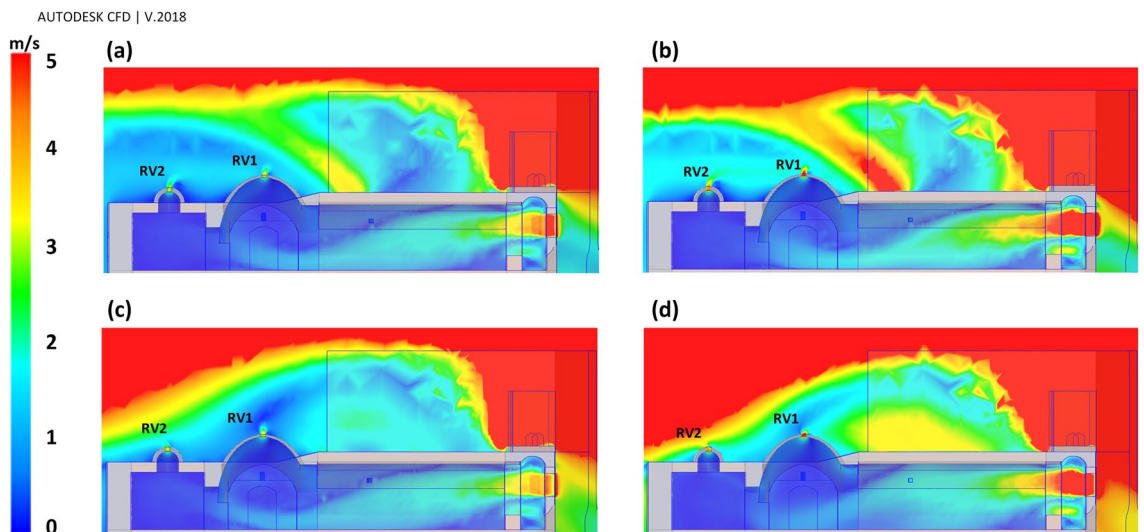 AUTODESK CFD | V.2018
m/s
5
4
3
2
1
0
(a)
RV2
RV1
(b)
RV2
RV1
(c)
RV2
RV1
(d)
RV2
RV1